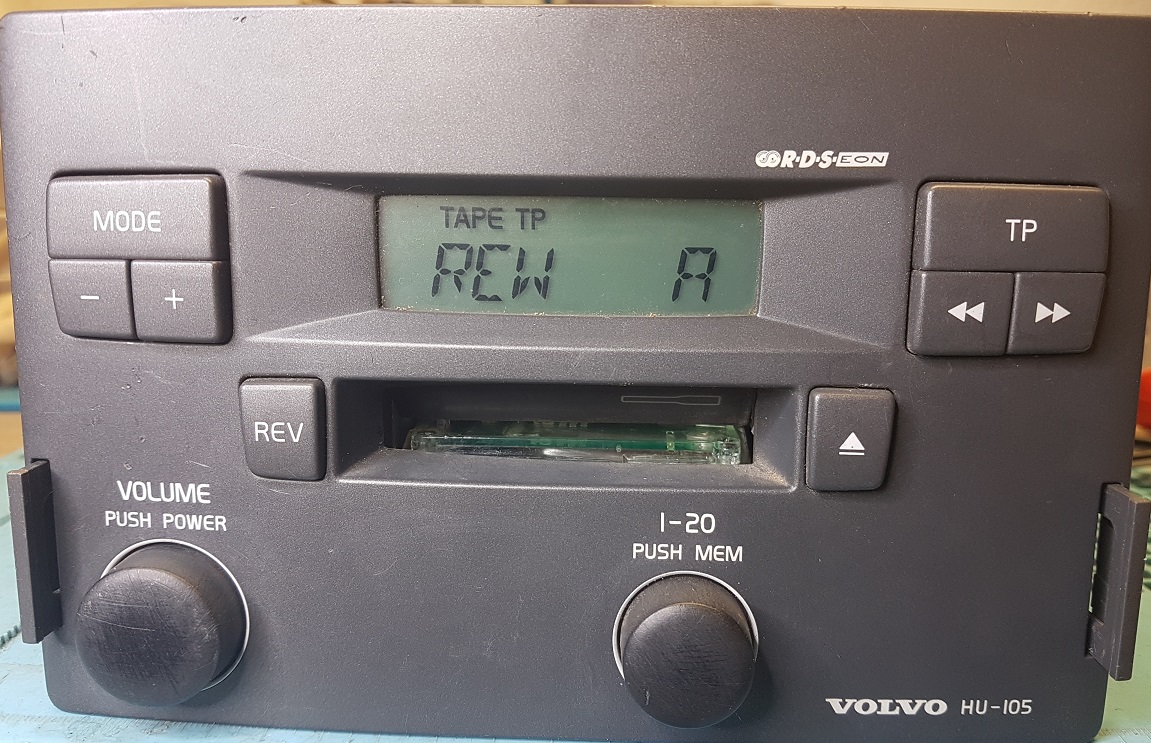 R·D·S EON
MODE
TAPE TP
TP
REW A
− +
REV
VOLUME
PUSH POWER
1-20
PUSH MEM
VOLVO HU-105